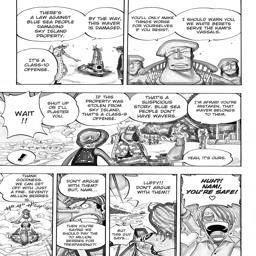 I SHOULD WARN YOU,
WE WHITE BERETS
SERVE THE KAMI'S
VASSALS.
YOU'LL ONLY MAKE
THINGS WORSE
FOR YOURSELVES
IF YOU RESIST.
BY THE WAY,
THIS WAVER
IS DAMAGED.
THERE'S
A LAW AGAINST
BLUE SEA PEOPLE
DAMAGING
SKY ISLAND
PROPERTY.
IT'S A
CLASS-10
OFFENSE.
I'M AFRAID YOU'RE
MISTAKEN. THAT
WAVER BELONGS
TO THEM.
YEAH, IT'S OURS.
THAT'S A
SUSPICIOUS
STORY. BLUE SEA
PEOPLE DON'T
HAVE WAVERS.
IF THIS
PROPERTY WAS
STOLEN FROM
SKY ISLAND,
THAT'S A CLASS-9
OFFENSE.
SHUT UP
OR I'LL
PLASTER
YOU.
WAIT
!!
HUH?!
NAMI,
YOU'RE SAFE!
♡
LUFFY!!
DON'T ARGUE
WITH THEM!
BUT
THIS GUY
SAYS...
DON'T
ARGUE WITH
THEM? BUT,
NAMI...
THEN YOU'RE
SAYING WE
SHOULD PAY
THE 70
MILLION BERRIES
FOR
TRESPASSING?!
THANK
GOODNESS.
WE CAN GET
OFF WITH
JUST A
FINE. SEVENTY
MILLION
BERRIES